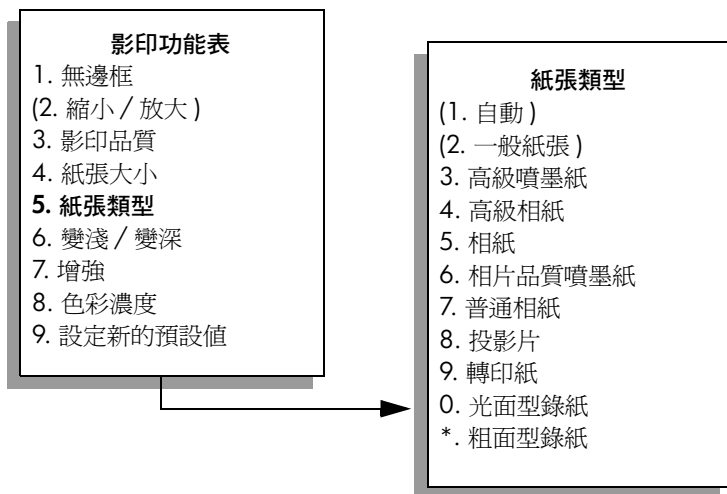 影印功能表
1. 無邊框
(2. 縮小 / 放大 )
3. 影印品質
4. 紙張大小
5. 紙張類型
6. 變淺 / 變深
7. 增強
8. 色彩濃度
9. 設定新的預設值
紙張類型
(1. 自動 )
(2. 一般紙張 )
3. 高級噴墨紙
4. 高級相紙
5. 相紙
6. 相片品質噴墨紙
7. 普通相紙
8. 投影片
9. 轉印紙
0. 光面型錄紙
*. 粗面型錄紙